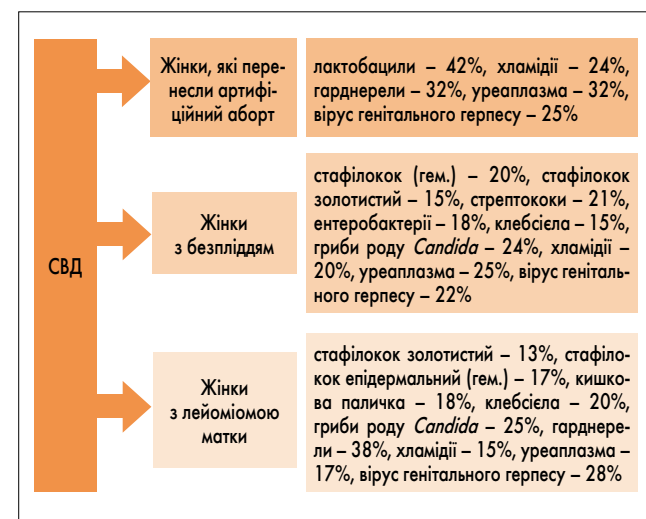 СВД
Жінки, які пере-
несли артифі-
ційний аборт
лактобацили – 42%, хламідії – 24%,
гарднерели – 32%, уреаплазма – 32%,
вірус генітального герпесу – 25%
Жінки
з безпліддям
стафілокок (гем.) – 20%, стафілокок
золотистий – 15%, стрептококи – 21%,
ентеробактерії – 18%, клебсієла – 15%,
гриби роду Candida – 24%, хламідії –
20%, уреаплазма – 25%, вірус геніталь-
ного герпесу – 22%
Жінки
з лейоміомою
матки
стафілокок золотистий – 13%, стафіло-
кок епідермальний (гем.) – 17%, кишко-
ва паличка – 18%, клебсієла – 20%,
гриби роду Candida – 25%, гарднере-
ли – 38%, хламідії – 15%, уреаплазма –
17%, вірус генітального герпесу – 28%